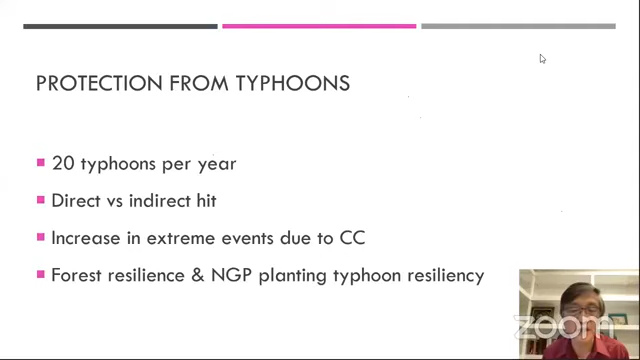 PROTECTION FROM TYPHOONS
20 typhoons per year
Direct vs indirect hit
Increase in extreme events due to CC
Forest resilience & NGP planting typhoon resiliency
zoom